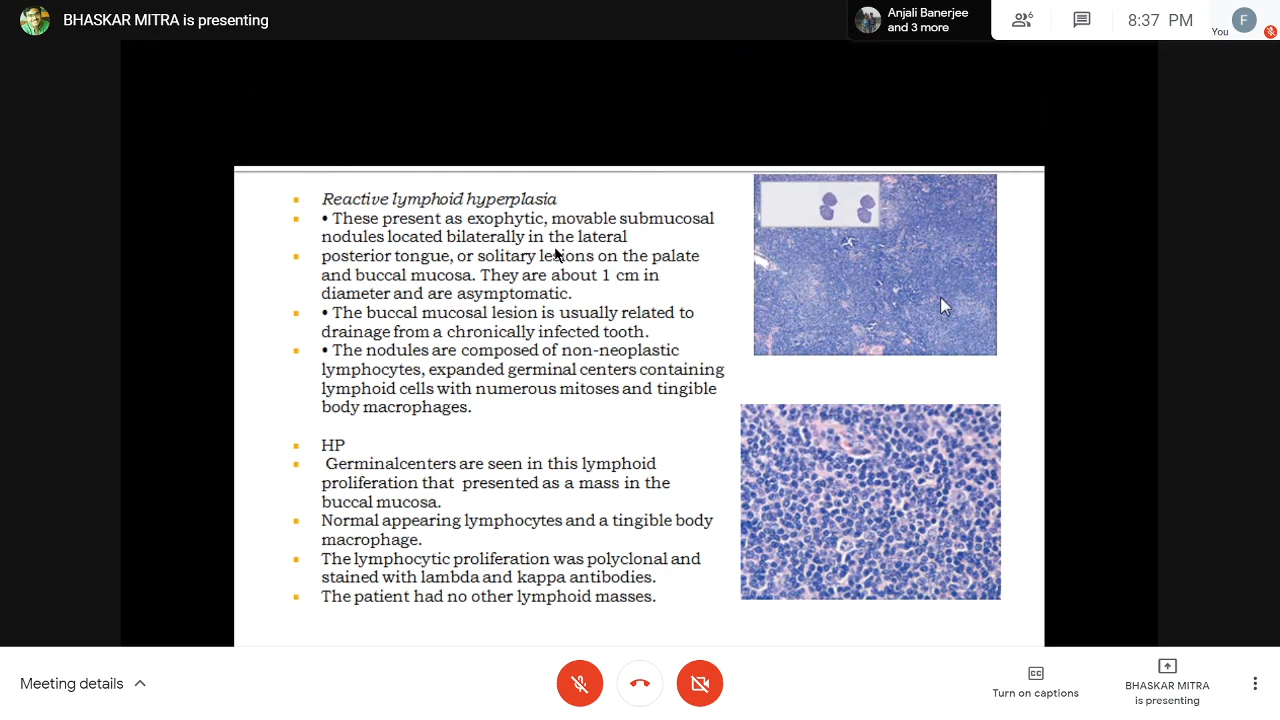 BHASKAR MITRA is presenting
Anjali Banerjee
and 3 more
6
8:37 PM
You
F
Reactive lymphoid hyperplasia
• These present as exophytic, movable submucosal
nodules located bilaterally in the lateral
posterior tongue, or solitary lesions on the palate
and buccal mucosa. They are about 1 cm in
diameter and are asymptomatic.
• The buccal mucosal lesion is usually related to
drainage from a chronically infected tooth.
• The nodules are composed of non-neoplastic
lymphocytes, expanded germinal centers containing
lymphoid cells with numerous mitoses and tingible
body macrophages.
HP
Germinalcenters are seen in this lymphoid
proliferation that presented as a mass in the
buccal mucosa.
Normal appearing lymphocytes and a tingible body
macrophage.
The lymphocytic proliferation was polyclonal and
stained with lambda and kappa antibodies.
The patient had no other lymphoid masses.
Meeting details
CC
Turn on captions
BHASKAR MITRA
is presenting